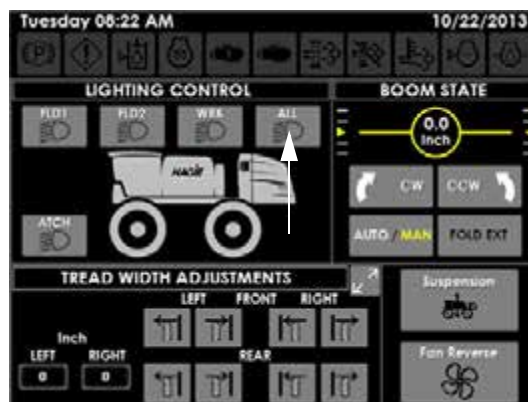 Tuesday 08:22 AM 10/22/2013
(P)
LIGHTING CONTROL
BOOM STATE
FLD1 FLD2 WRK ALL
0.0
Inch
HAGIE
CW CCW
ATCH
AUTO / MAN FOLD EXT
TREAD WIDTH ADJUSTMENTS
Suspension
LEFT FRONT RIGHT
Inch
LEFT RIGHT
REAR
0 0
Fan Reverse